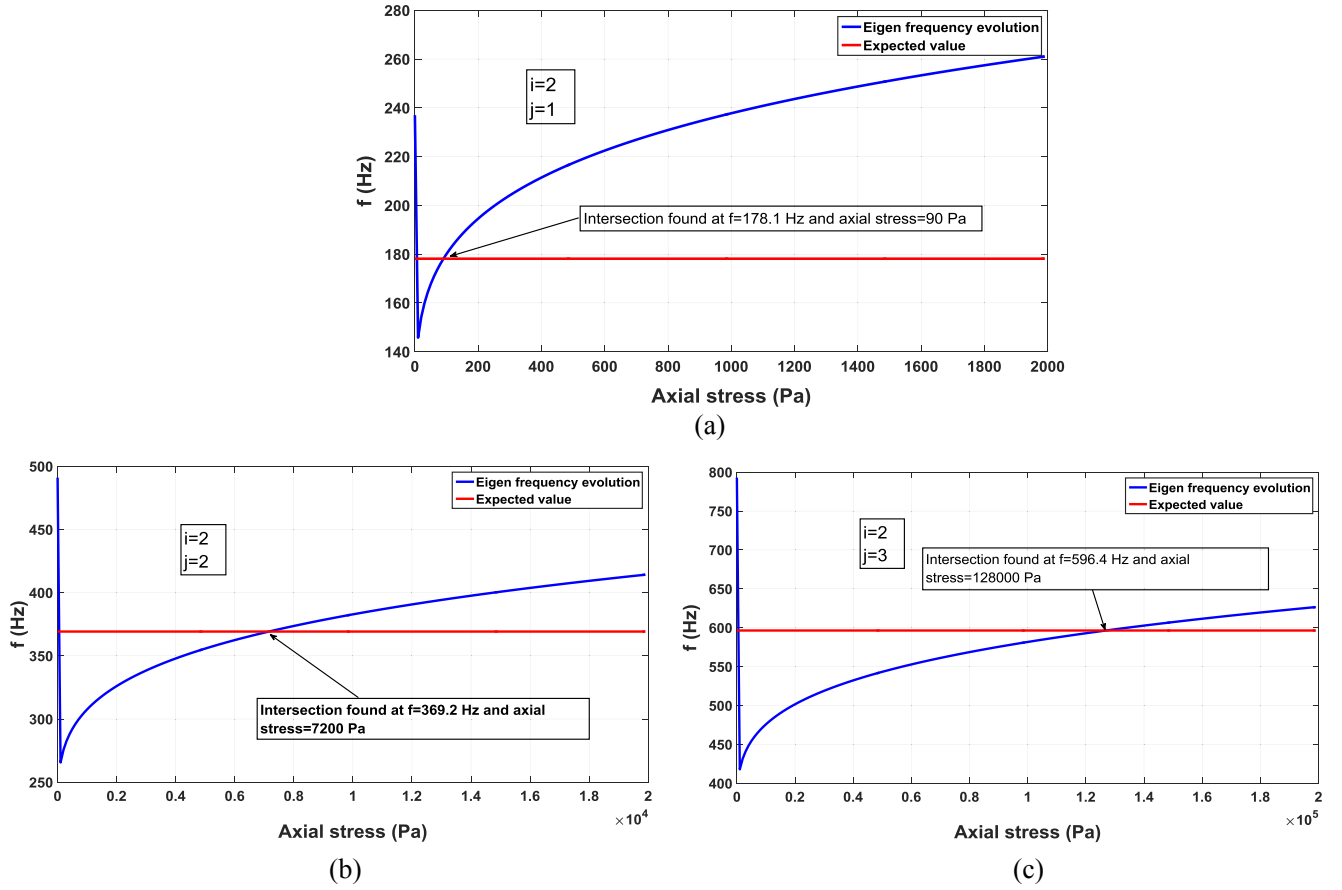 280
260
240
220
200
180
160
140
f (Hz)
Eigen frequency evolution
Expected value
i=2
j=1
Intersection found at f=178.1 Hz and axial stress=90 Pa
0 200 400 600 800 1000 1200 1400 1600 1800 2000
Axial stress (Pa)
(a)
500
450
400
350
300
250
f (Hz)
Eigen frequency evolution
Expected value
i=2
j=2
Intersection found at f=369.2 Hz and axial
stress=7200 Pa
0 0.2 0.4 0.6 0.8 1 1.2 1.4 1.6 1.8 2
×10^4
Axial stress (Pa)
(b)
800
750
700
650
600
550
500
450
400
f (Hz)
Eigen frequency evolution
Expected value
i=2
j=3
Intersection found at f=596.4 Hz and axial
stress=128000 Pa
0 0.2 0.4 0.6 0.8 1 1.2 1.4 1.6 1.8 2
×10^5
Axial stress (Pa)
(c)